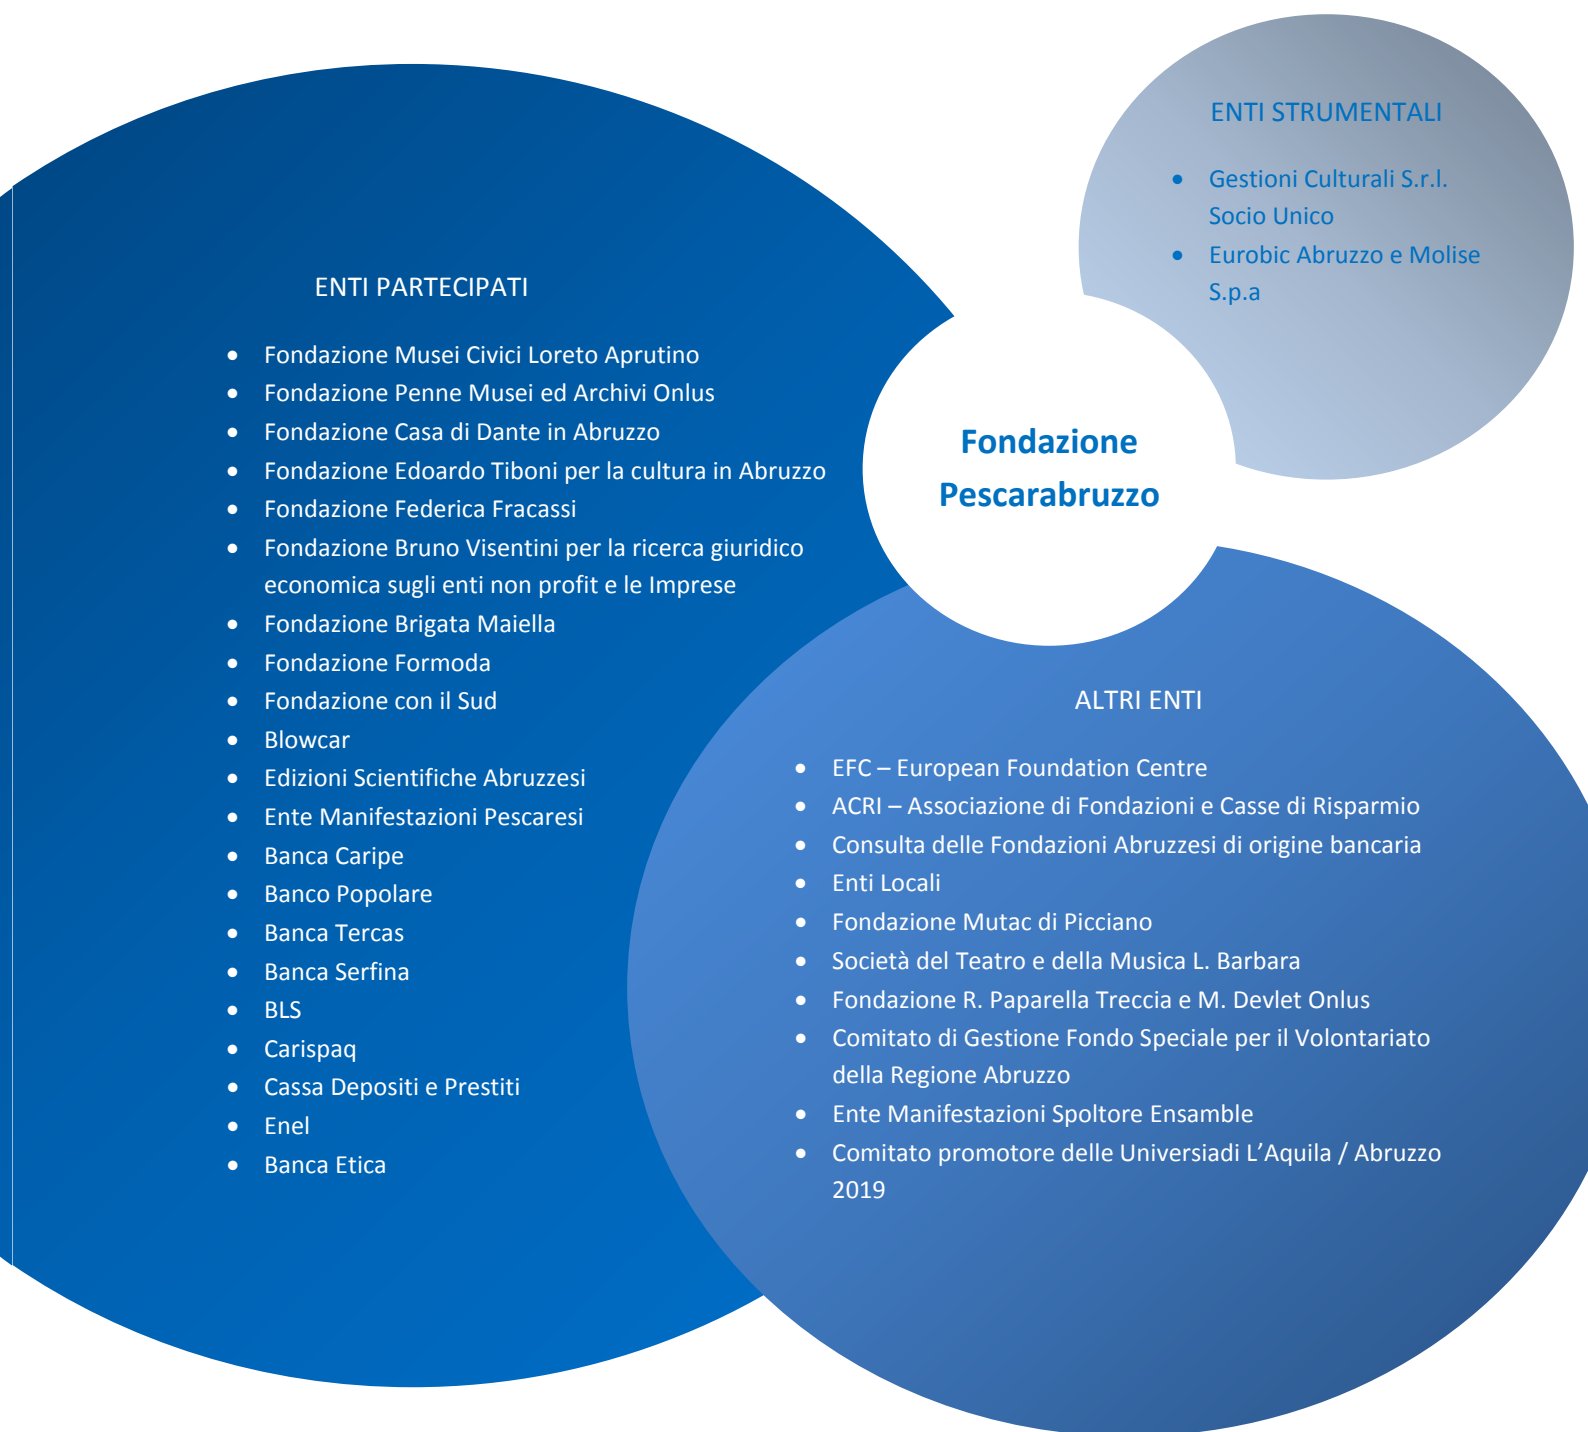 ENTI STRUMENTALI
• Gestioni Culturali S.r.l.
Socio Unico
• Eurobic Abruzzo e Molise
S.p.a
ENTI PARTECIPATI
• Fondazione Musei Civici Loreto Aprutino
• Fondazione Penne Musei ed Archivi Onlus
• Fondazione Casa di Dante in Abruzzo
• Fondazione Edoardo Tiboni per la cultura in Abruzzo
• Fondazione Federica Fracassi
• Fondazione Bruno Visentini per la ricerca giuridico
economica sugli enti non profit e le Imprese
• Fondazione Brigata Maiella
• Fondazione Formoda
• Fondazione con il Sud
• Blowcar
• Edizioni Scientifiche Abruzzesi
• Ente Manifestazioni Pescaresi
• Banca Caripe
• Banco Popolare
• Banca Tercas
• Banca Serfina
• BLS
• Carispaq
• Cassa Depositi e Prestiti
• Enel
• Banca Etica
Fondazione
Pescarabruzzo
ALTRI ENTI
• EFC – European Foundation Centre
• ACRI – Associazione di Fondazioni e Casse di Risparmio
• Consulta delle Fondazioni Abruzzesi di origine bancaria
• Enti Locali
• Fondazione Mutac di Picciano
• Società del Teatro e della Musica L. Barbara
• Fondazione R. Paparella Treccia e M. Devlet Onlus
• Comitato di Gestione Fondo Speciale per il Volontariato
della Regione Abruzzo
• Ente Manifestazioni Spoltore Ensamble
• Comitato promotore delle Universiadi L’Aquila / Abruzzo
2019